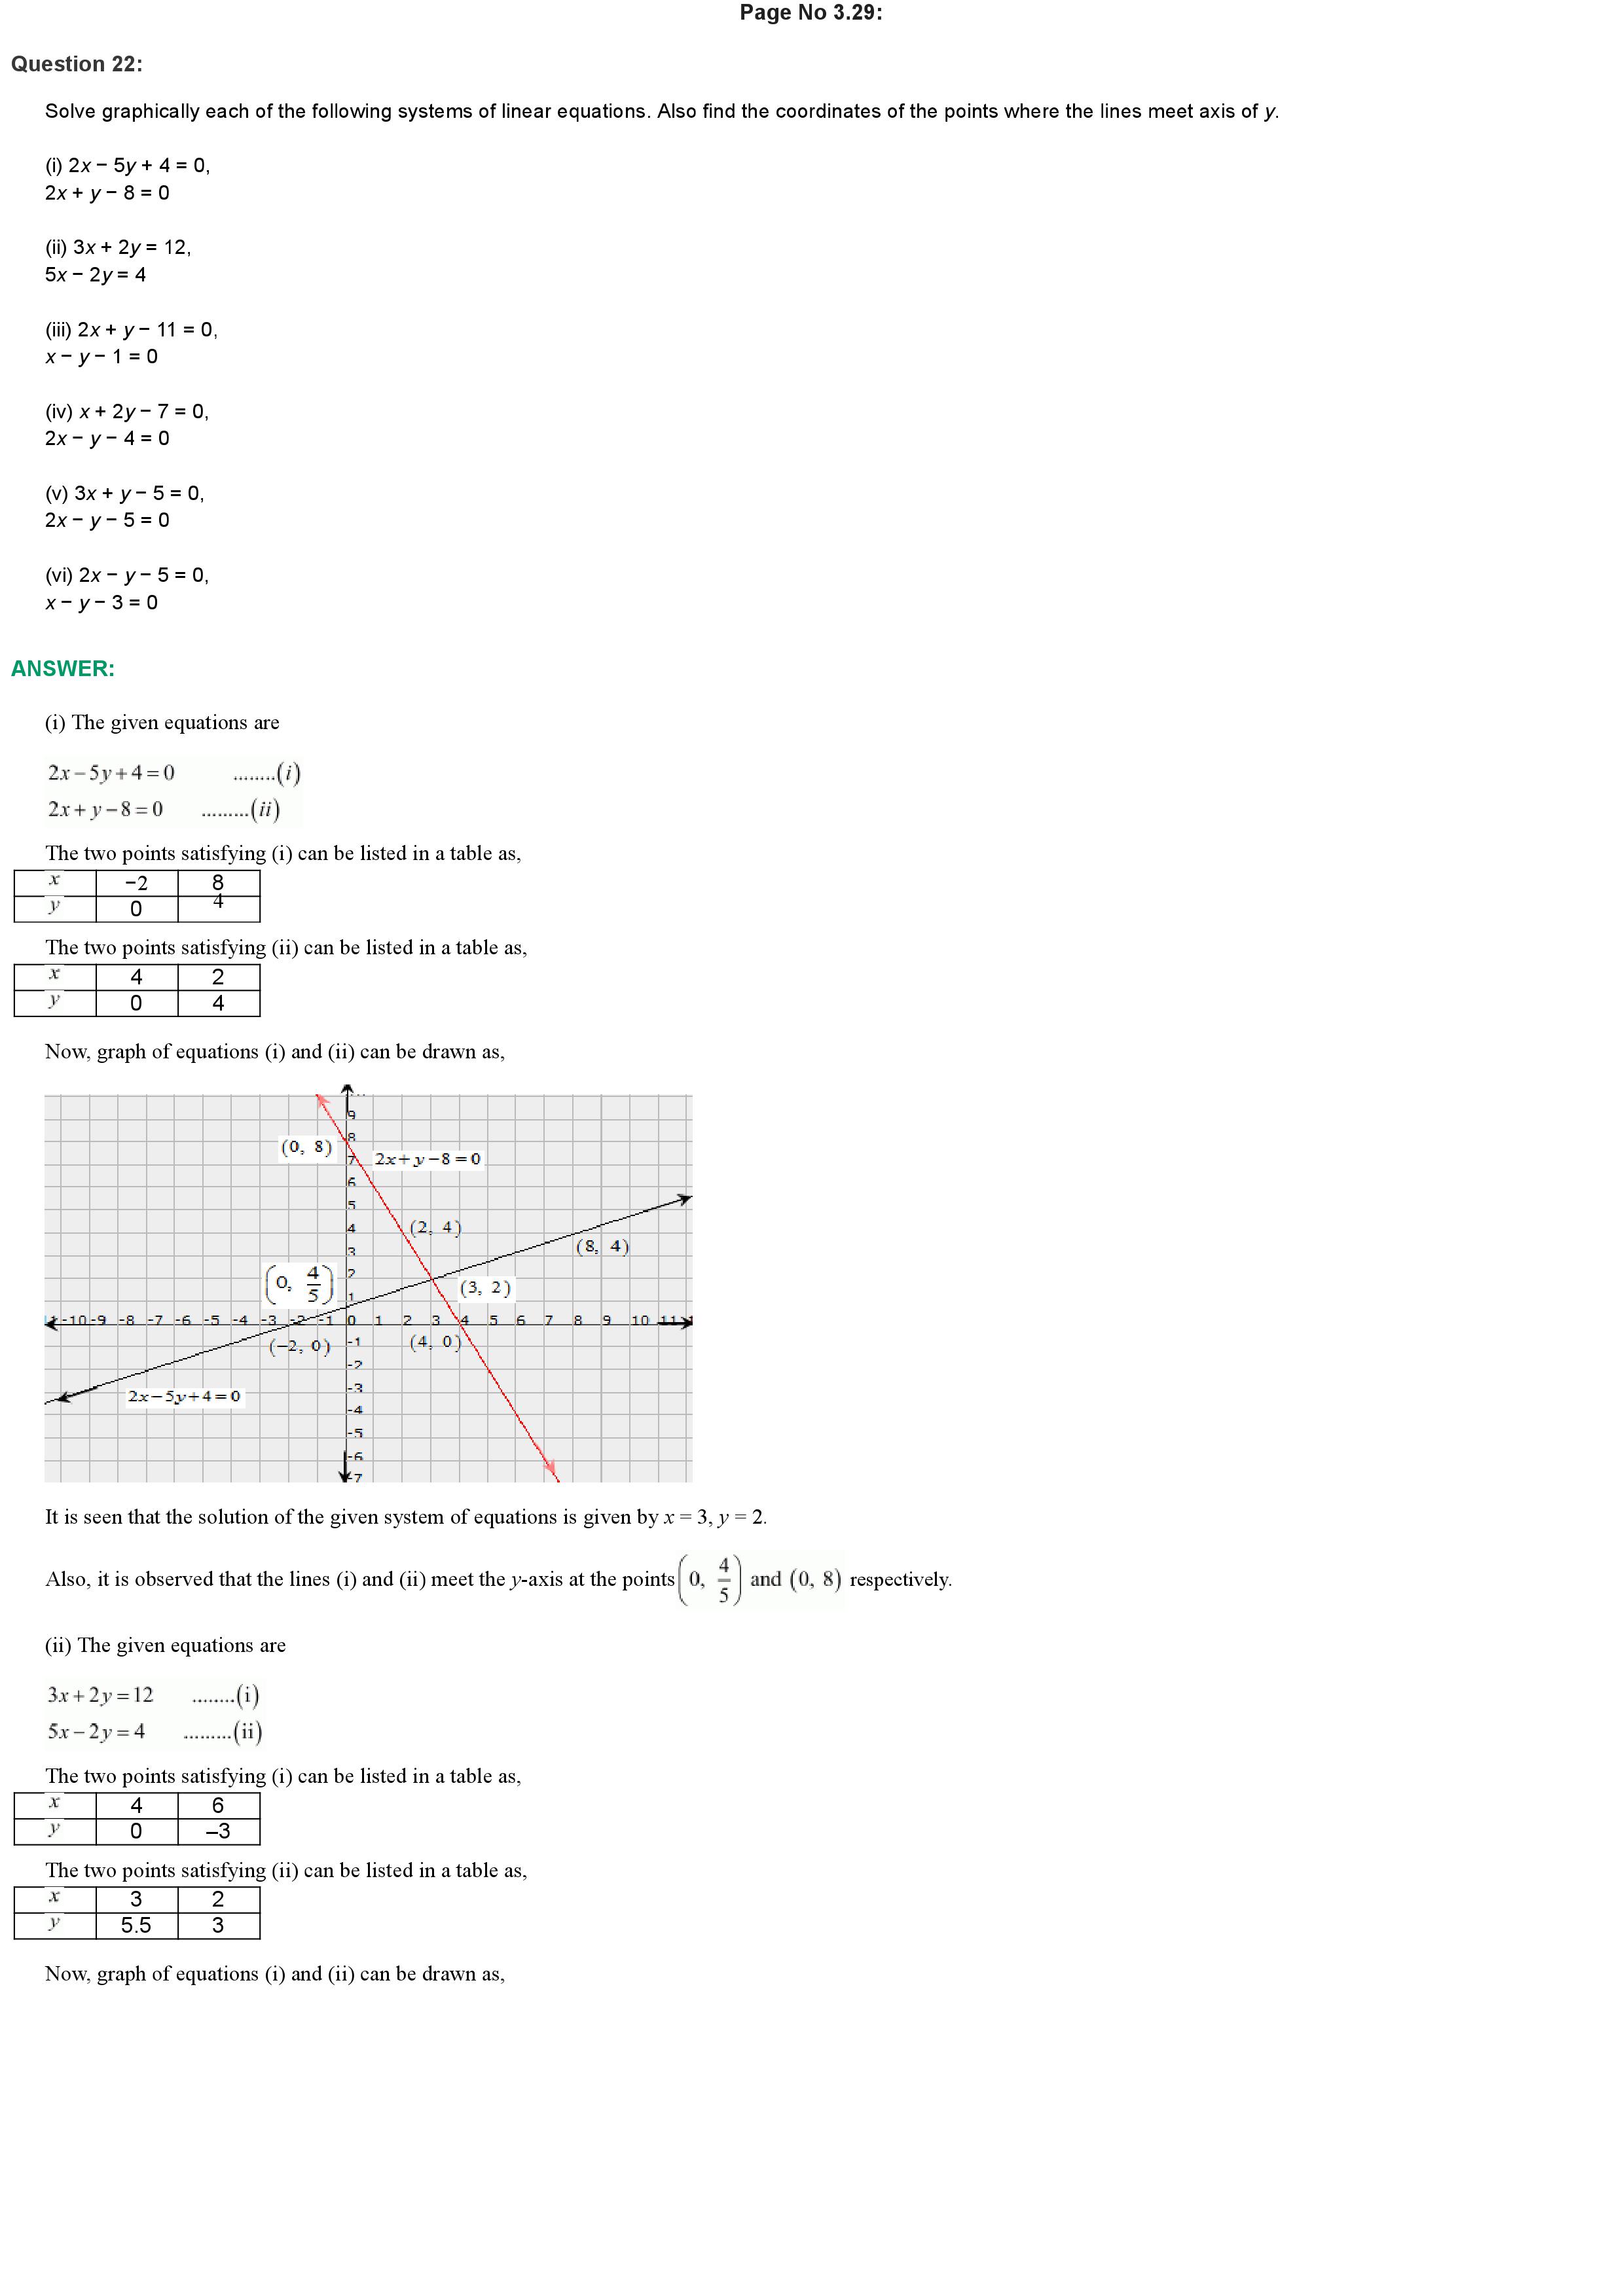 Page No 3.29:
Question 22:
Solve graphically each of the following systems of linear equations. Also find the coordinates of the points where the lines meet axis of y.
(i) 2x − 5y + 4 = 0,
2x + y − 8 = 0
(ii) 3x + 2y = 12,
5x − 2y = 4
(iii) 2x + y − 11 = 0,
x − y − 1 = 0
(iv) x + 2y − 7 = 0,
2x − y − 4 = 0
(v) 3x + y − 5 = 0,
2x − y − 5 = 0
(vi) 2x − y − 5 = 0,
x − y − 3 = 0
ANSWER:
(i) The given equations are
2x−5y+4=0 ........(i)
2x+y−8=0 .........(ii)
The two points satisfying (i) can be listed in a table as,
x −2 8
y 0 4
The two points satisfying (ii) can be listed in a table as,
x 4 2
y 0 4
Now, graph of equations (i) and (ii) can be drawn as,
9
8
(0, 8)
7 2x+y−8=0
6
5
4 (2, 4)
3 (8, 4)
(0, 4/5) 2
1 (3, 2)
-10 -9 -8 -7 -6 -5 -4 -3 -2 -1 0 1 2 3 4 5 6 7 8 9 10 11
(−2, 0) -1 (4, 0)
-2
-3
2x−5y+4=0
-4
-5
-6
-7
It is seen that the solution of the given system of equations is given by x = 3, y = 2.
Also, it is observed that the lines (i) and (ii) meet the y-axis at the points (0, 4/5) and (0, 8) respectively.
(ii) The given equations are
3x+2y=12 ........(i)
5x−2y=4 .........(ii)
The two points satisfying (i) can be listed in a table as,
x 4 6
y 0 –3
The two points satisfying (ii) can be listed in a table as,
x 3 2
y 5.5 3
Now, graph of equations (i) and (ii) can be drawn as,